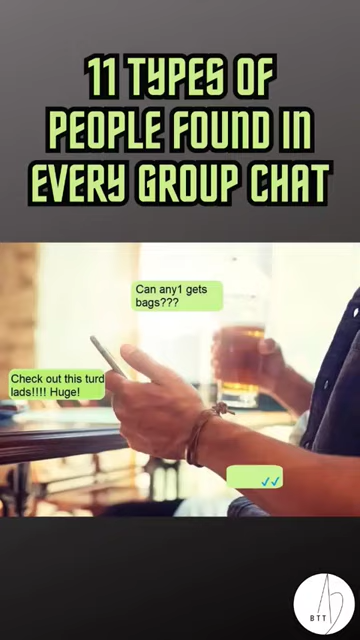 11 TYPES OF
PEOPLE FOUND IN
EVERY GROUP CHAT
Can any1 gets
bags???
Check out this turd
lads!!!! Huge!
BTT